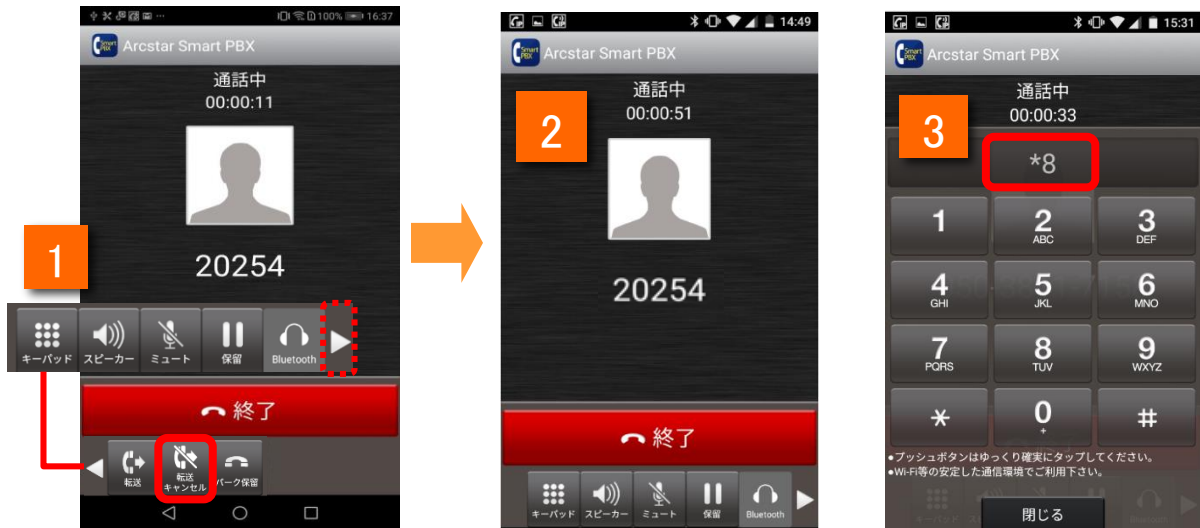 100% 16:37
Smart PBX
Arcstar Smart PBX
通話中
00:00:11
1
20254
キーパッド スピーカー ミュート 保留 Bluetooth
終了
転送 転送キャンセル パーク保留
14:49
Smart PBX
Arcstar Smart PBX
通話中
00:00:51
2
20254
終了
キーパッド スピーカー ミュート 保留 Bluetooth
15:31
Smart PBX
Arcstar Smart PBX
通話中
00:00:33
3
*8
1 2 3
ABC DEF
4 5 6
GHI JKL MNO
7 8 9
PQRS TUV WXYZ
* 0 #
+
●プッシュボタンはゆっくり確実にタップしてください。
●Wi-Fi等の安定した通信環境でご利用下さい。
閉じる